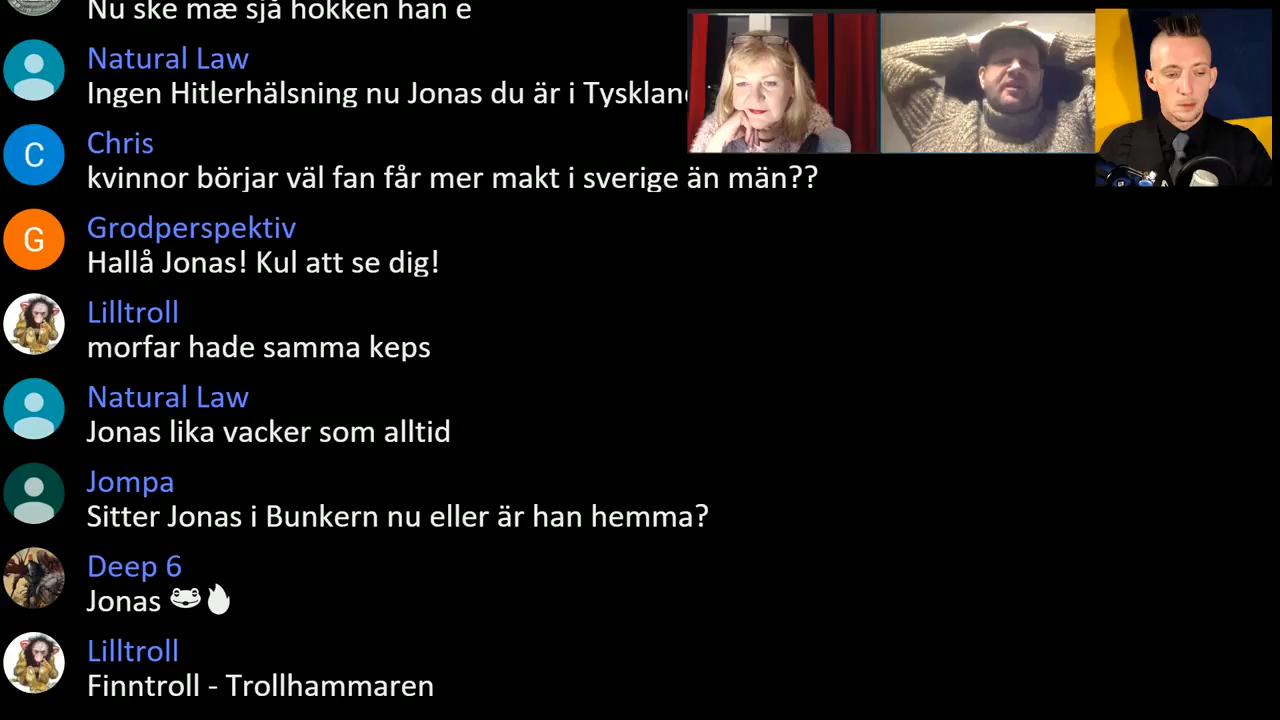 Nu ske mæ sjå hokken han e
Natural Law
Ingen Hitlerhälsning nu Jonas du är i Tyskland
C
Chris
kvinnor börjar väl fan får mer makt i sverige än män??
G
Grodperspektiv
Hallå Jonas! Kul att se dig!
Lilltroll
morfar hade samma keps
Natural Law
Jonas lika vacker som alltid
Jompa
Sitter Jonas i Bunkern nu eller är han hemma?
Deep 6
Jonas 🐸🔥
Lilltroll
Finntroll - Trollhammaren